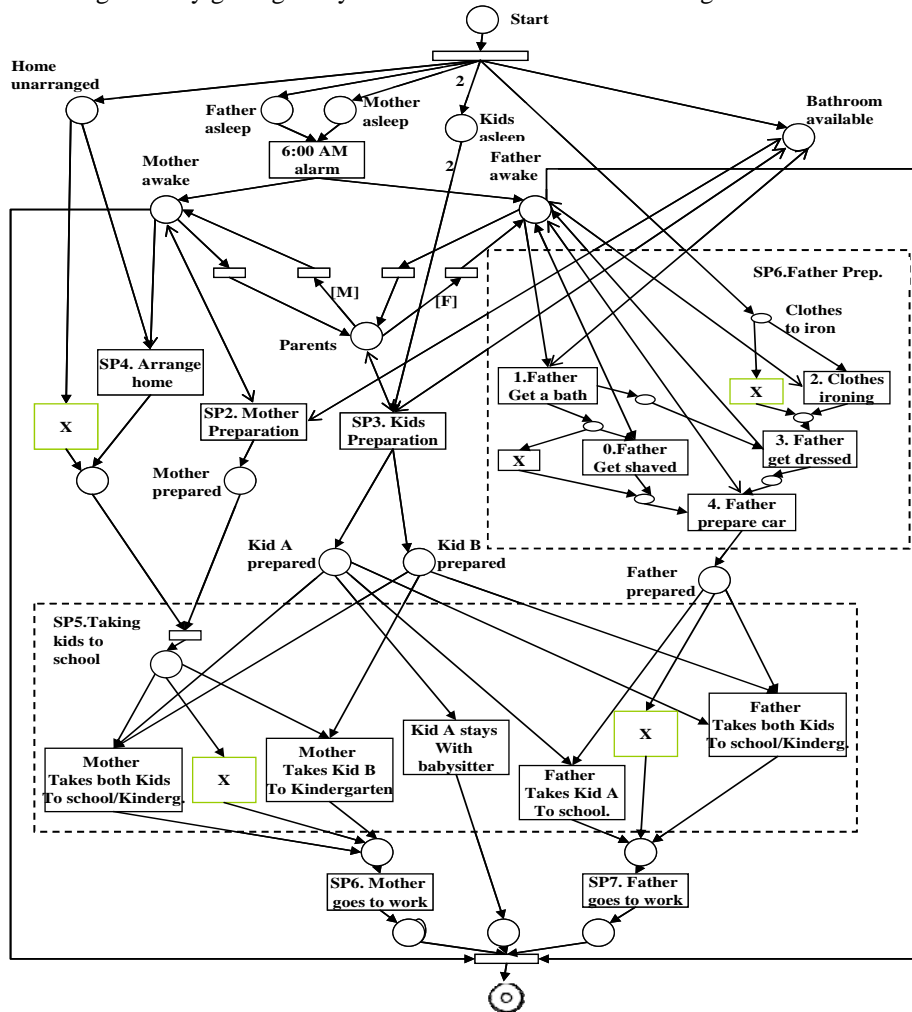 Start
Home
unarranged
2
Father
asleep
Mother
asleep
Kids
asleep
Bathroom
available
6:00 AM
alarm
2
Mother
awake
Father
awake
SP6.Father Prep.
[M]
[F]
Clothes
to iron
Parents
SP4. Arrange
home
1.Father
Get a bath
X
2. Clothes
ironing
X
SP2. Mother
Preparation
SP3. Kids
Preparation
3. Father
get dressed
X
0.Father
Get shaved
Mother
prepared
4. Father
prepare car
Kid A
prepared
Kid B
prepared
Father
prepared
SP5.Taking
kids to
school
Mother
Takes both Kids
To school/Kinderg.
X
Mother
Takes Kid B
To Kindergarten
Kid A stays
With
babysitter
Father
Takes Kid A
To school.
X
Father
Takes both Kids
To school/Kinderg.
SP6. Mother
goes to work
SP7. Father
goes to work